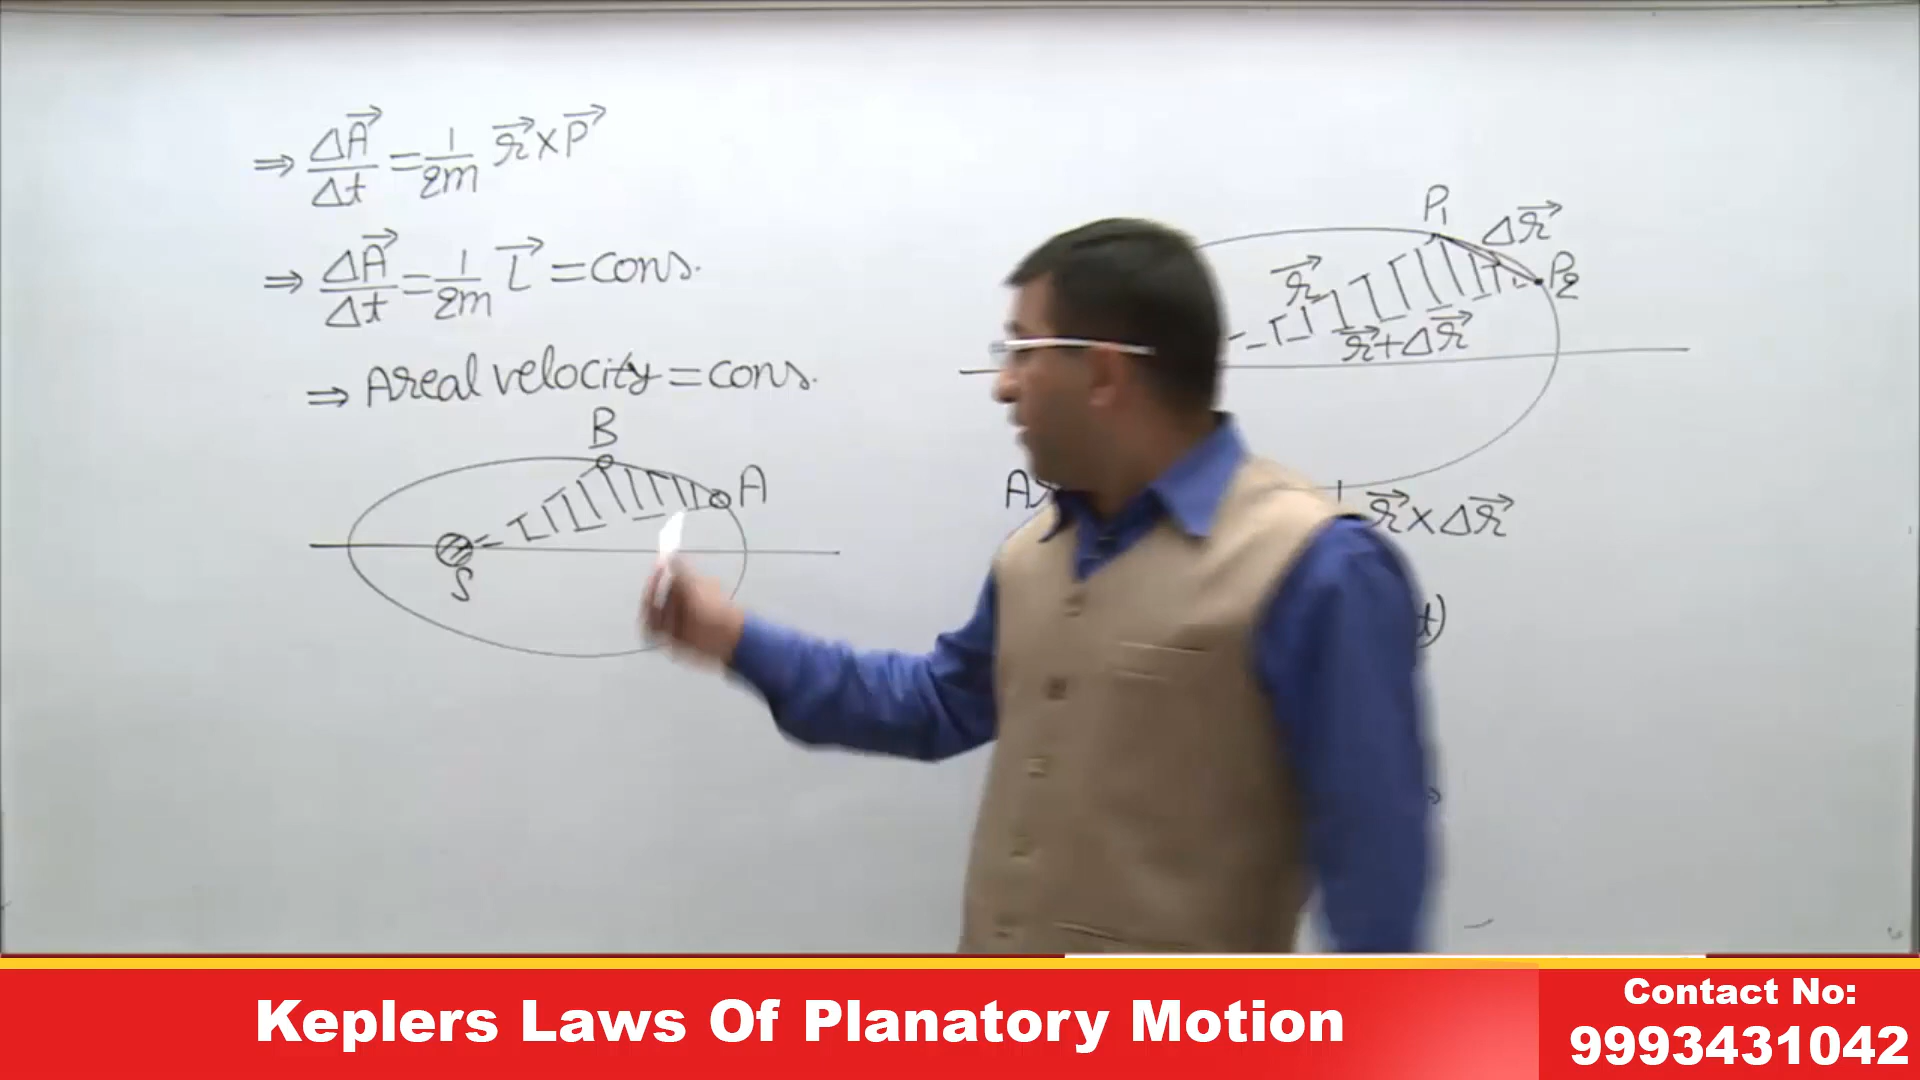 ⇒ ΔA⃗/Δt = 1/2m r⃗ × P⃗
⇒ ΔA⃗/Δt = 1/2m L⃗ = cons.
⇒ Areal velocity = cons.
B
A
S
P₁
Δr⃗
P₂
r⃗
r⃗ + Δr⃗
r⃗ × Δr⃗
Keplers Laws Of Planatory Motion
Contact No:
9993431042